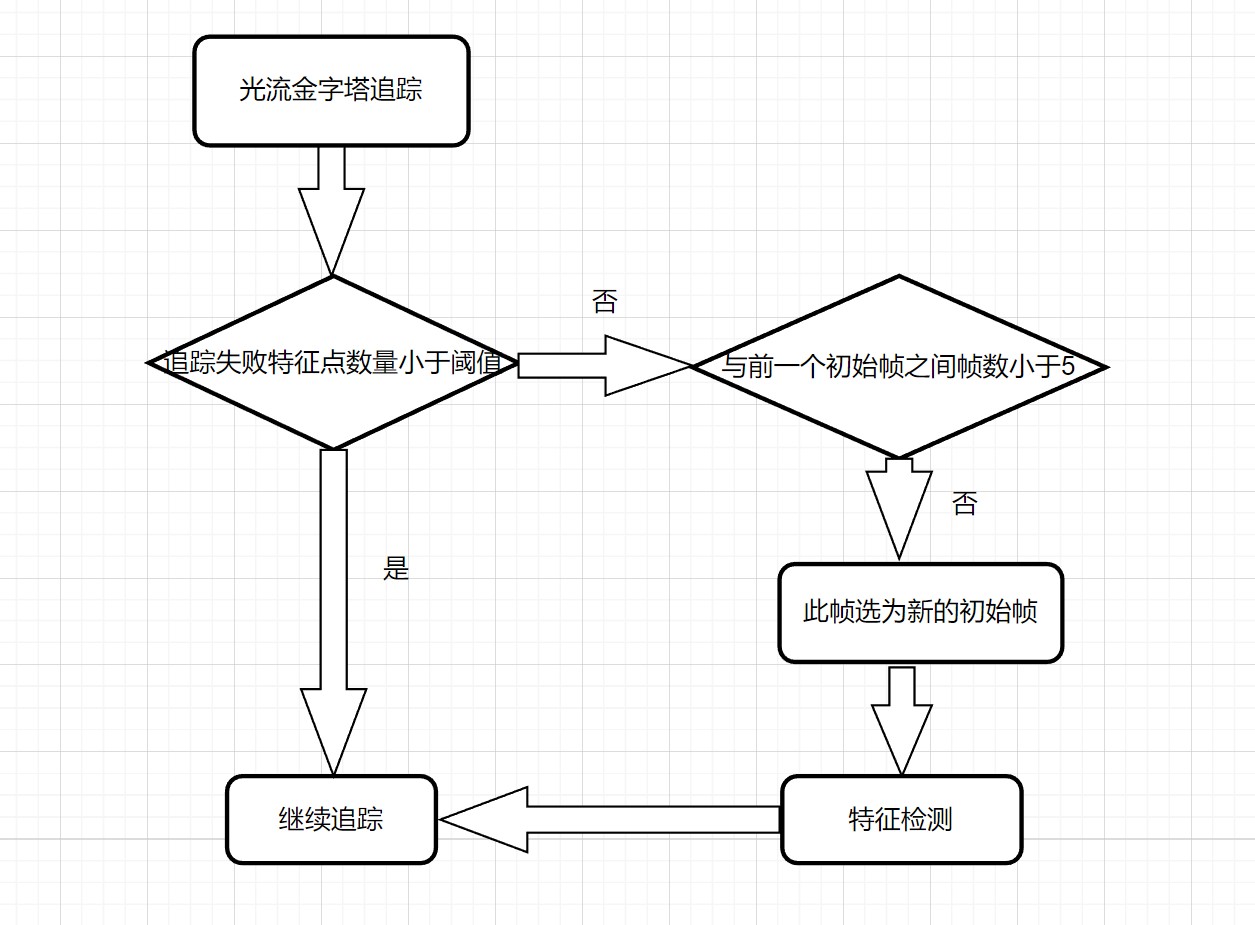 光流金字塔追踪
追踪失败特征点数量小于阈值
否
与前一个初始帧之间帧数小于5
否
是
此帧选为新的初始帧
继续追踪
特征检测